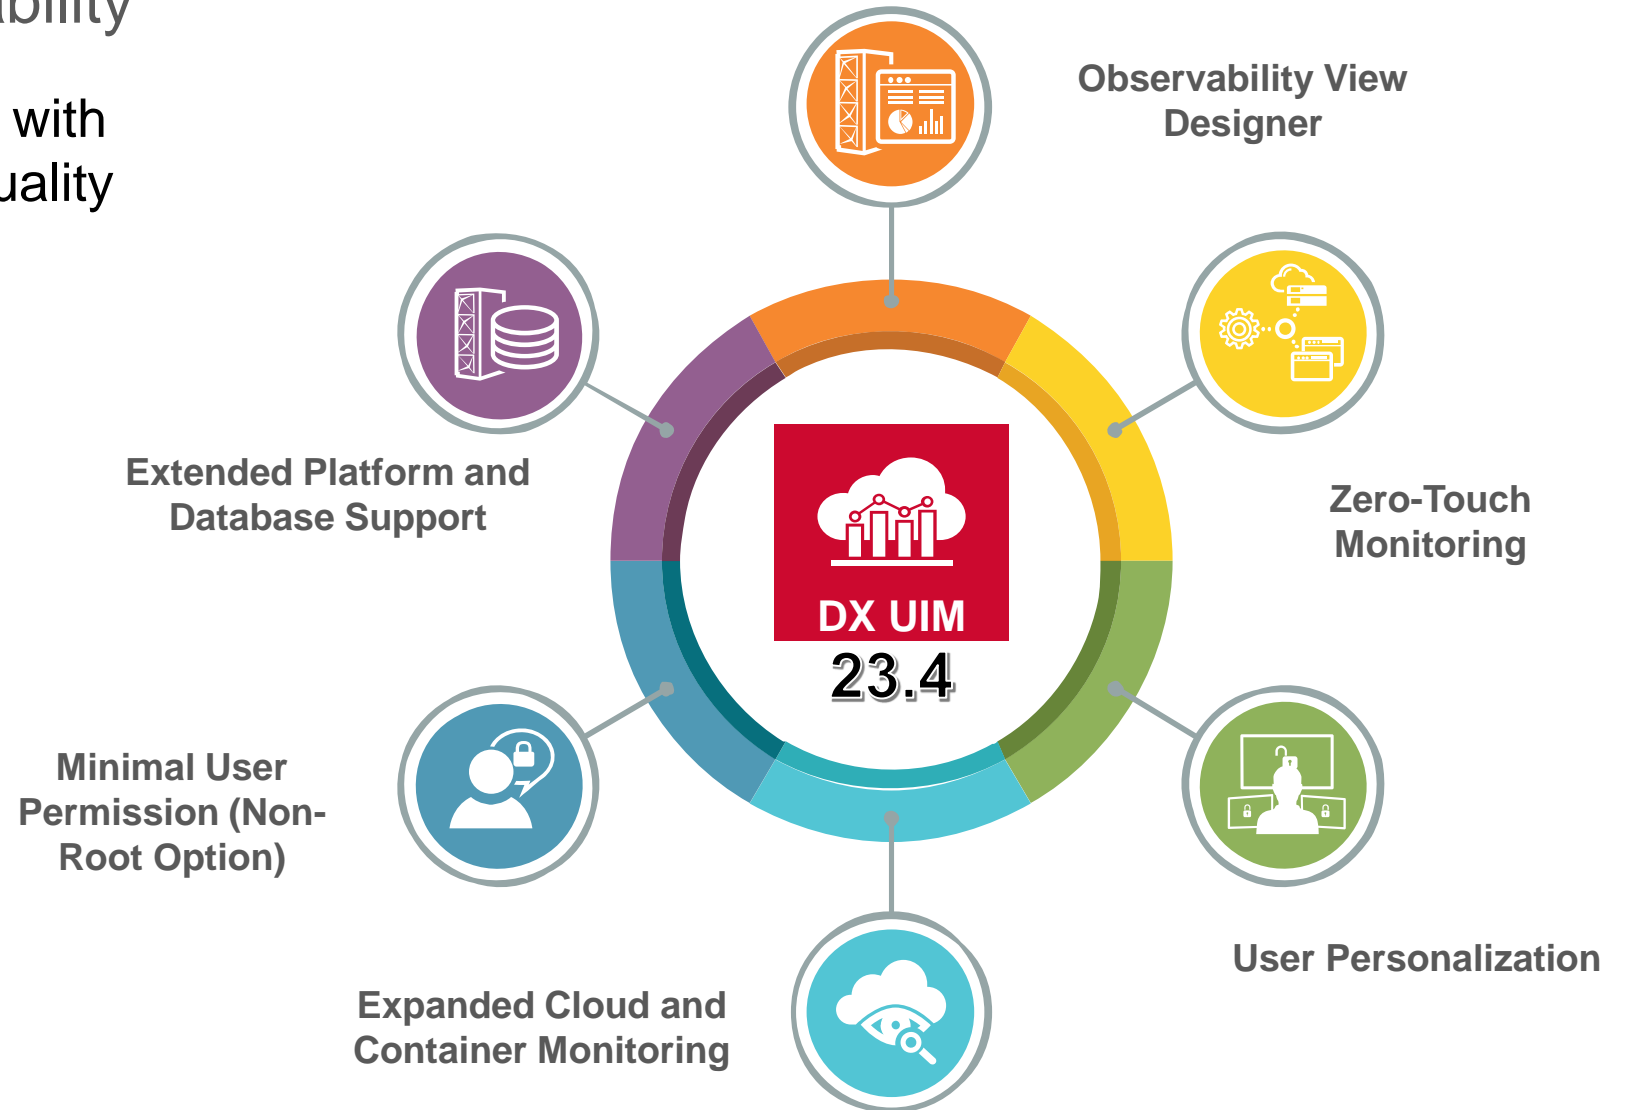 with
Observability View
Designer
Extended Platform and
Database Support
Zero-Touch
Monitoring
DX UIM
23.4
Minimal User
Permission (Non-
Root Option)
User Personalization
Expanded Cloud and
Container Monitoring